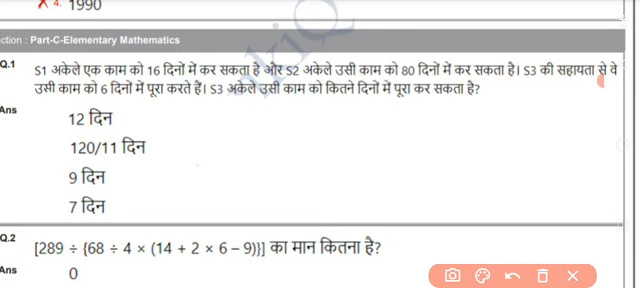 4. 1990
ction : Part-C-Elementary Mathematics
Q.1 S1 अकेले एक काम को 16 दिनों में कर सकता है और S2 अकेले उसी काम को 80 दिनों में कर सकता है। S3 की सहायता से वे
उसी काम को 6 दिनों में पूरा करते हैं। S3 अकेले उसी काम को कितने दिनों में पूरा कर सकता है?
Ans 12 दिन
120/11 दिन
9 दिन
7 दिन
Q.2 [289 ÷ {68 ÷ 4 × (14 + 2 × 6 – 9)}] का मान कितना है?
Ans 0